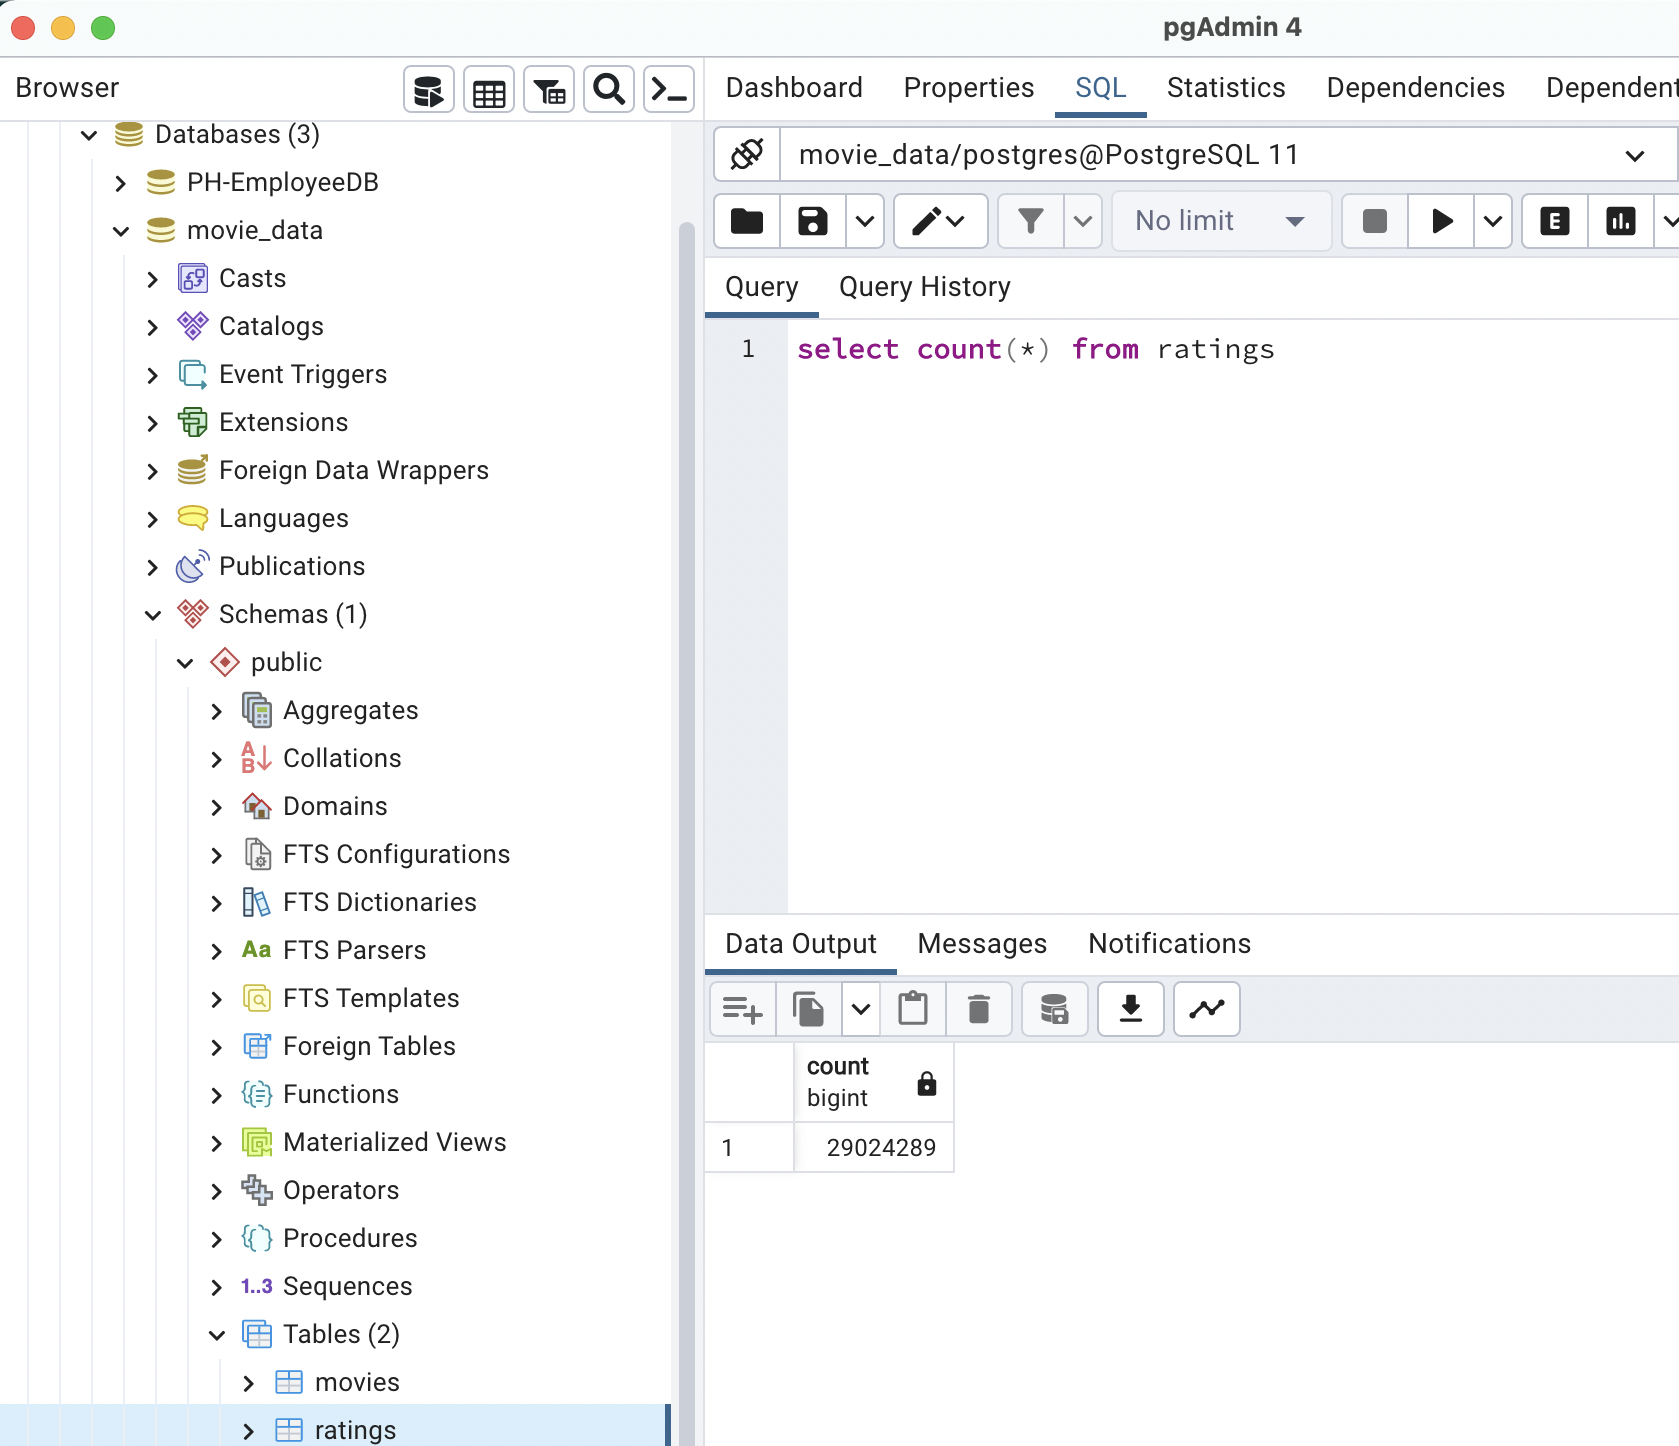 pgAdmin 4
Browser
Dashboard Properties SQL Statistics Dependencies Dependent
Databases (3)
PH-EmployeeDB
movie_data
Casts
Catalogs
Event Triggers
Extensions
Foreign Data Wrappers
Languages
Publications
Schemas (1)
public
Aggregates
Collations
Domains
FTS Configurations
FTS Dictionaries
Aa FTS Parsers
FTS Templates
Foreign Tables
Functions
Materialized Views
Operators
Procedures
1..3 Sequences
Tables (2)
movies
ratings
movie_data/postgres@PostgreSQL 11
No limit
E
Query Query History
1 select count(*) from ratings
Data Output Messages Notifications
count
bigint
1 29024289